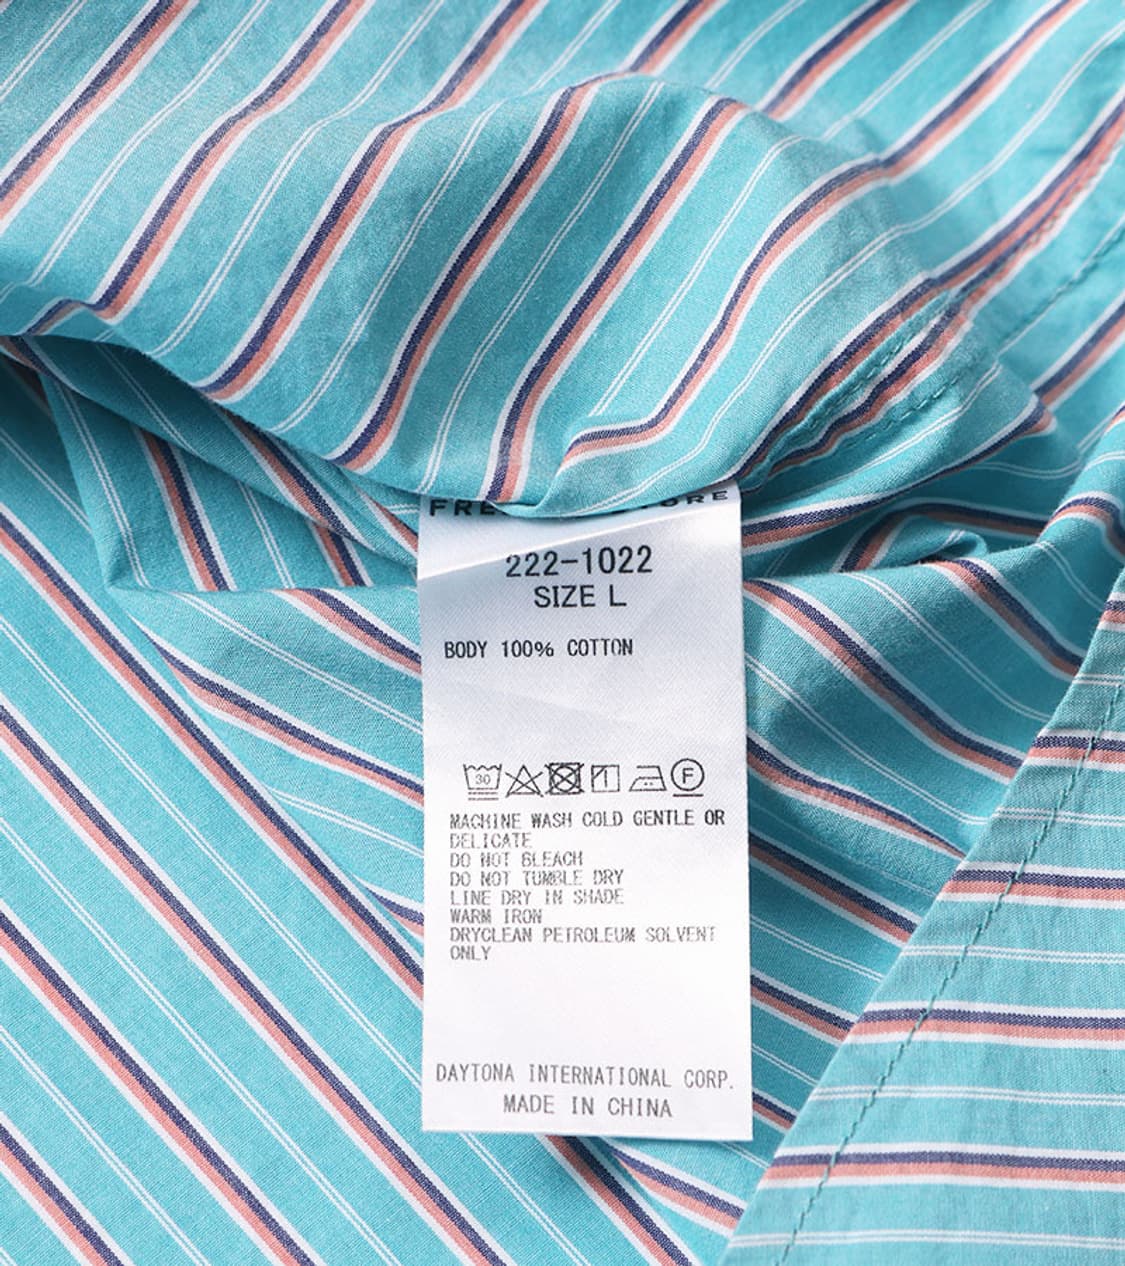 222-1022
SIZE L
BODY 100% COTTON
30 F
MACHINE WASH COLD GENTLE OR
DELICATE
DO NOT BLEACH
DO NOT TUMBLE DRY
LINE DRY IN SHADE
WARM IRON
DRYCLEAN PETROLEUM SOLVENT
ONLY
DAYTONA INTERNATIONAL CORP.
MADE IN CHINA